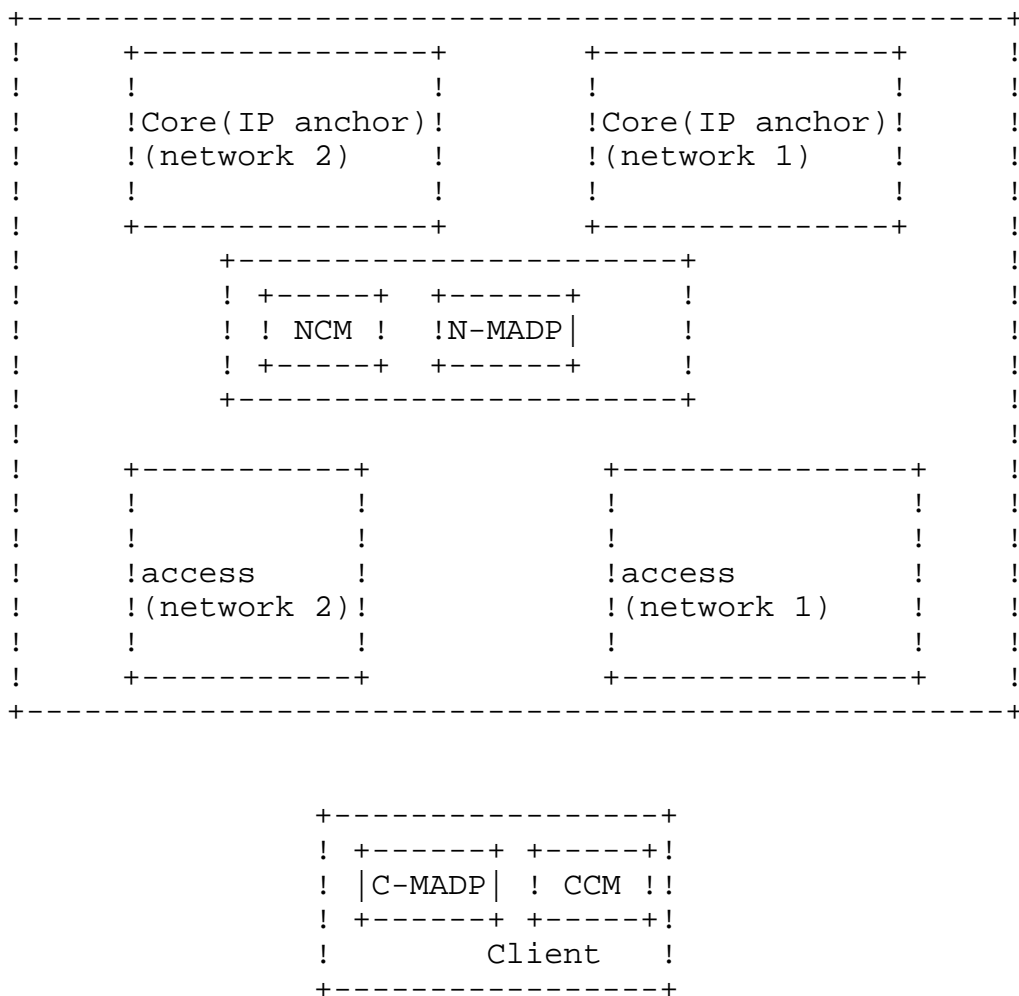 Core(IP anchor) Core(IP anchor)
(network 2) (network 1)
NCM N-MADP
access access
(network 2) (network 1)
C-MADP CCM
Client